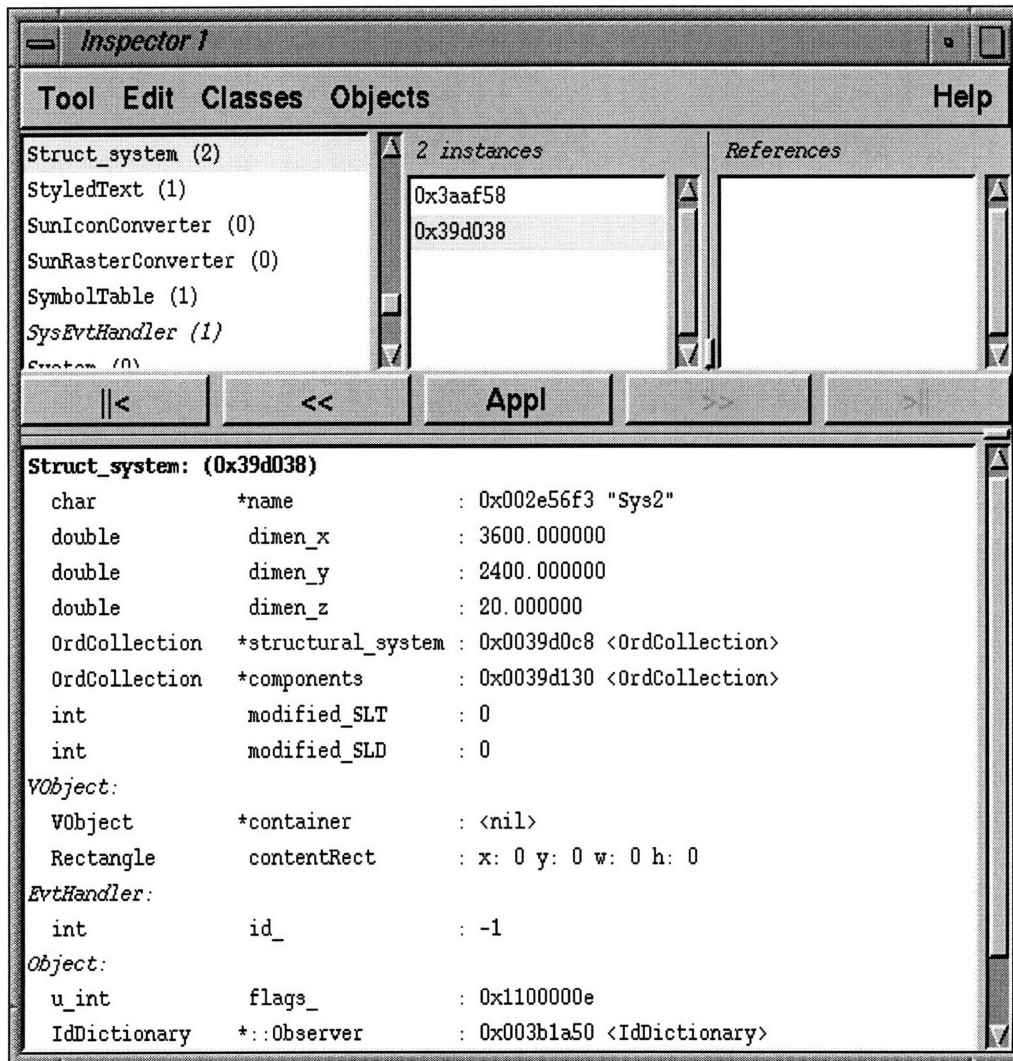 Inspector 1
Tool Edit Classes Objects Help
Struct_system (2)
StyledText (1)
SunIconConverter (0)
SunRasterConverter (0)
SymbolTable (1)
SysEvtHandler (1)
System (0)
2 instances
0x3aaf58
0x39d038
References
||< << Appl >> >||
Struct_system: (0x39d038)
char *name : 0x002e56f3 "Sys2"
double dimen_x : 3600.000000
double dimen_y : 2400.000000
double dimen_z : 20.000000
OrdCollection *structural_system : 0x0039d0c8 <OrdCollection>
OrdCollection *components : 0x0039d130 <OrdCollection>
int modified_SLT : 0
int modified_SLD : 0
VObject:
VObject *container : <nil>
Rectangle contentRect : x: 0 y: 0 w: 0 h: 0
EvtHandler:
int id_ : -1
Object:
u_int flags_ : 0x1100000e
IdDictionary *::Observer : 0x003b1a50 <IdDictionary>